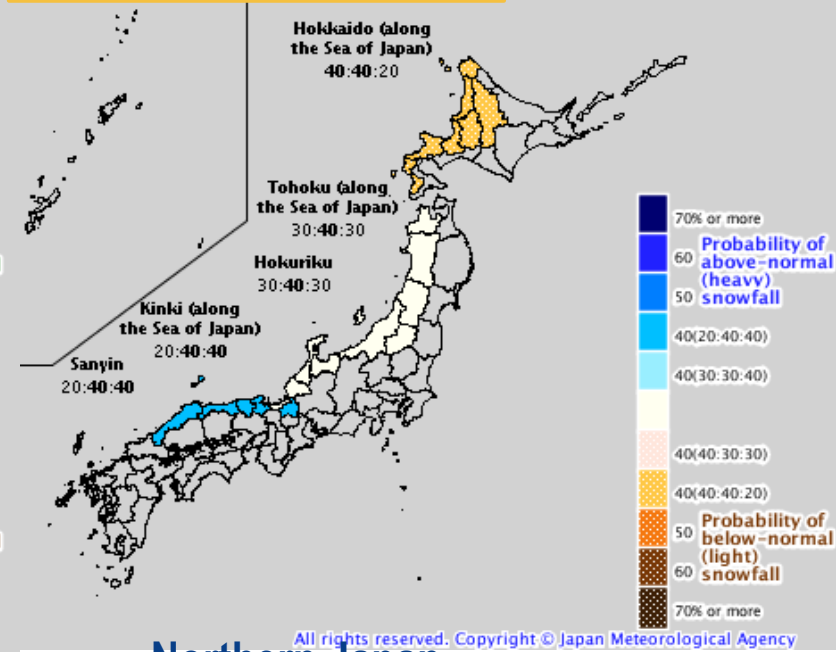 Hokkaido (along
the Sea of Japan)
40:40:20
Tohoku (along
the Sea of Japan)
30:40:30
Hokuriku
30:40:30
Kinki (along
the Sea of Japan)
20:40:40
Sanyin
20:40:40
70% or more
60
Probability of
above-normal
(heavy)
snowfall
50
40(20:40:40)
40(30:30:40)
40(40:30:30)
40(40:40:20)
50
Probability of
below-normal
(light)
snowfall
60
70% or more
All rights reserved. Copyright © Japan Meteorological Agency
Northern Japan